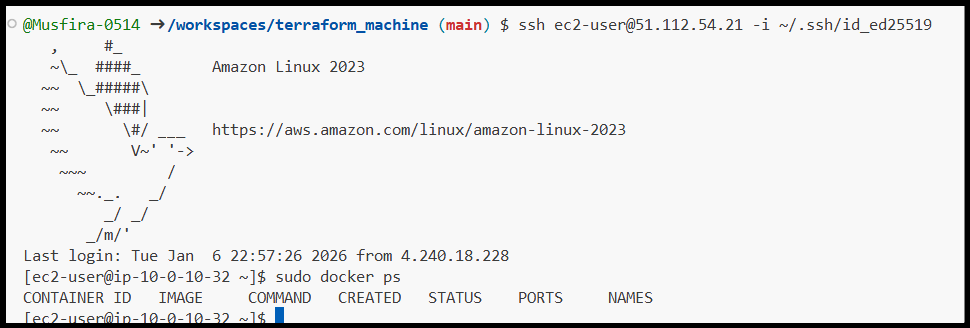 @Musfira-0514 ➜/workspaces/terraform_machine (main) $ ssh ec2-user@51.112.54.21 -i ~/.ssh/id_ed25519
   ,     #_
   ~\_  ####_        Amazon Linux 2023
  ~~  \_#####\
  ~~     \###|
  ~~       \#/ ___   https://aws.amazon.com/linux/amazon-linux-2023
   ~~       V~' '->
    ~~~         /
      ~~._.   _/
         _/ _/
       _/m/'
Last login: Tue Jan  6 22:57:26 2026 from 4.240.18.228
[ec2-user@ip-10-0-10-32 ~]$ sudo docker ps
CONTAINER ID   IMAGE     COMMAND   CREATED   STATUS    PORTS     NAMES
[ec2-user@ip-10-0-10-32 ~]$